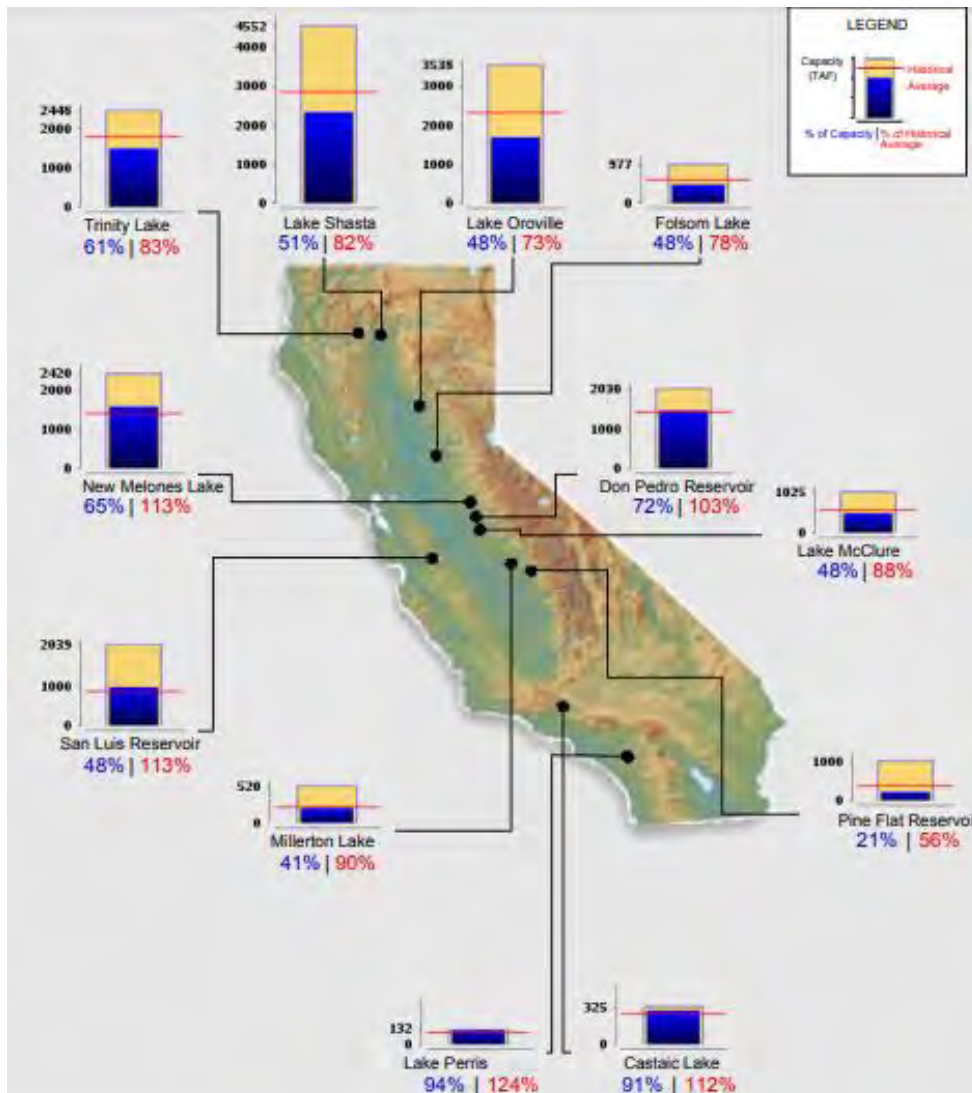 LEGEND
Capacity
(TAF)
Historical
Average
% of Capacity | % of Historical
Average
4552
4000
3000
2000
1000
0
Lake Shasta
51% | 82%
3538
3000
2000
1000
0
Lake Oroville
48% | 73%
2448
2000
1000
0
Trinity Lake
61% | 83%
977
0
Folsom Lake
48% | 78%
2420
2000
1000
0
New Melones Lake
65% | 113%
2030
1000
0
Don Pedro Reservoir
72% | 103%
1025
0
Lake McClure
48% | 88%
2039
1000
0
San Luis Reservoir
48% | 113%
520
0
Millerton Lake
41% | 90%
1000
0
Pine Flat Reservoi
21% | 56%
132
0
Lake Perris
94% | 124%
325
0
Castaic Lake
91% | 112%